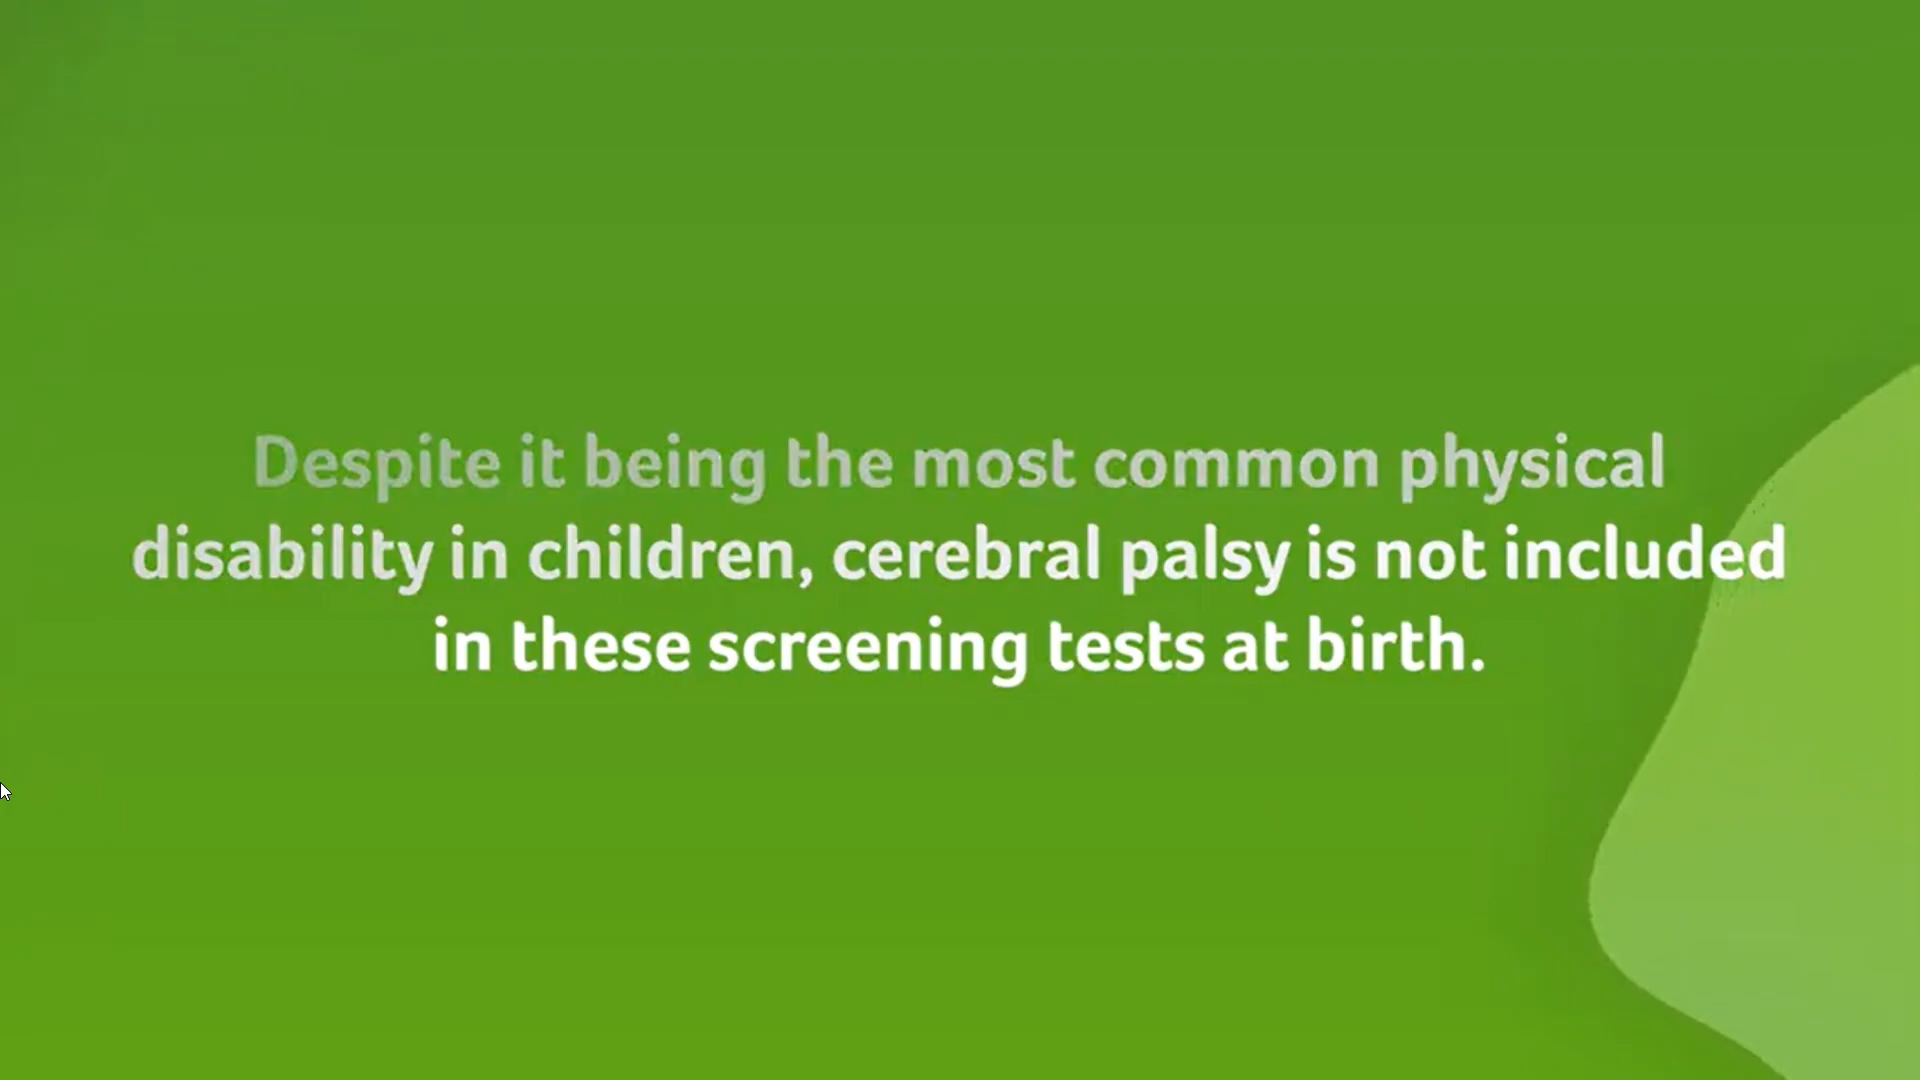 Despite it being the most common physical
disability in children, cerebral palsy is not included
in these screening tests at birth.